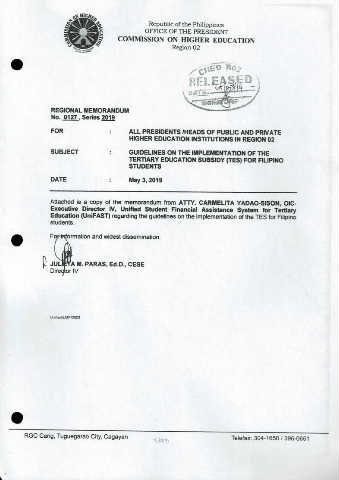 Republic of the Philippines
OFFICE OF THE PRESIDENT
COMMISSION ON HIGHER EDUCATION
Region 02
CHED RO2
RELEASED
DATE:
REGIONAL MEMORANDUM
No. 0127, Series 2019
FOR : ALL PRESIDENTS /HEADS OF PUBLIC AND PRIVATE
HIGHER EDUCATION INSTITUTIONS IN REGION 02
SUBJECT : GUIDELINES ON THE IMPLEMENTATION OF THE
TERTIARY EDUCATION SUBSIDY (TES) FOR FILIPINO
STUDENTS
DATE : May 3, 2019
Attached is a copy of the memorandum from ATTY. CARMELITA YADAO-SISON, OIC-
Executive Director IV, Unified Student Financial Assistance System for Tertiary
Education (UniFAST) regarding the guidelines on the implementation of the TES for Filipino
students.
For information and widest dissemination.
JULIETA M. PARAS, Ed.D., CESE
Director IV
RGC Carig, Tuguegarao City, Cagayan
Telefax: 304-1650 / 396-0651